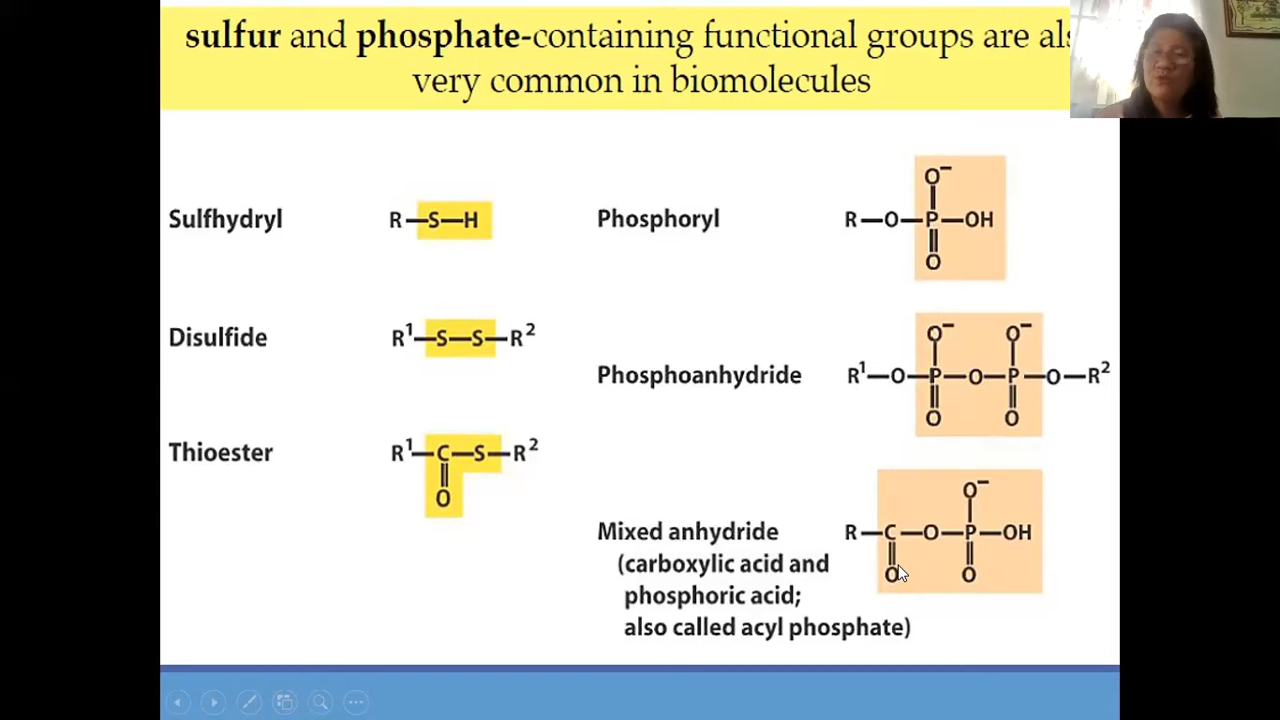 sulfur and phosphate-containing functional groups are als
very common in biomolecules
Sulfhydryl
R—S—H
Disulfide
R¹—S—S—R²
Thioester
R¹—C—S—R²
O
Phosphoryl
O⁻
R—O—P—OH
O
Phosphoanhydride
O⁻ O⁻
R¹—O—P—O—P—O—R²
O O
Mixed anhydride
(carboxylic acid and
phosphoric acid;
also called acyl phosphate)
O⁻
R—C—O—P—OH
O O